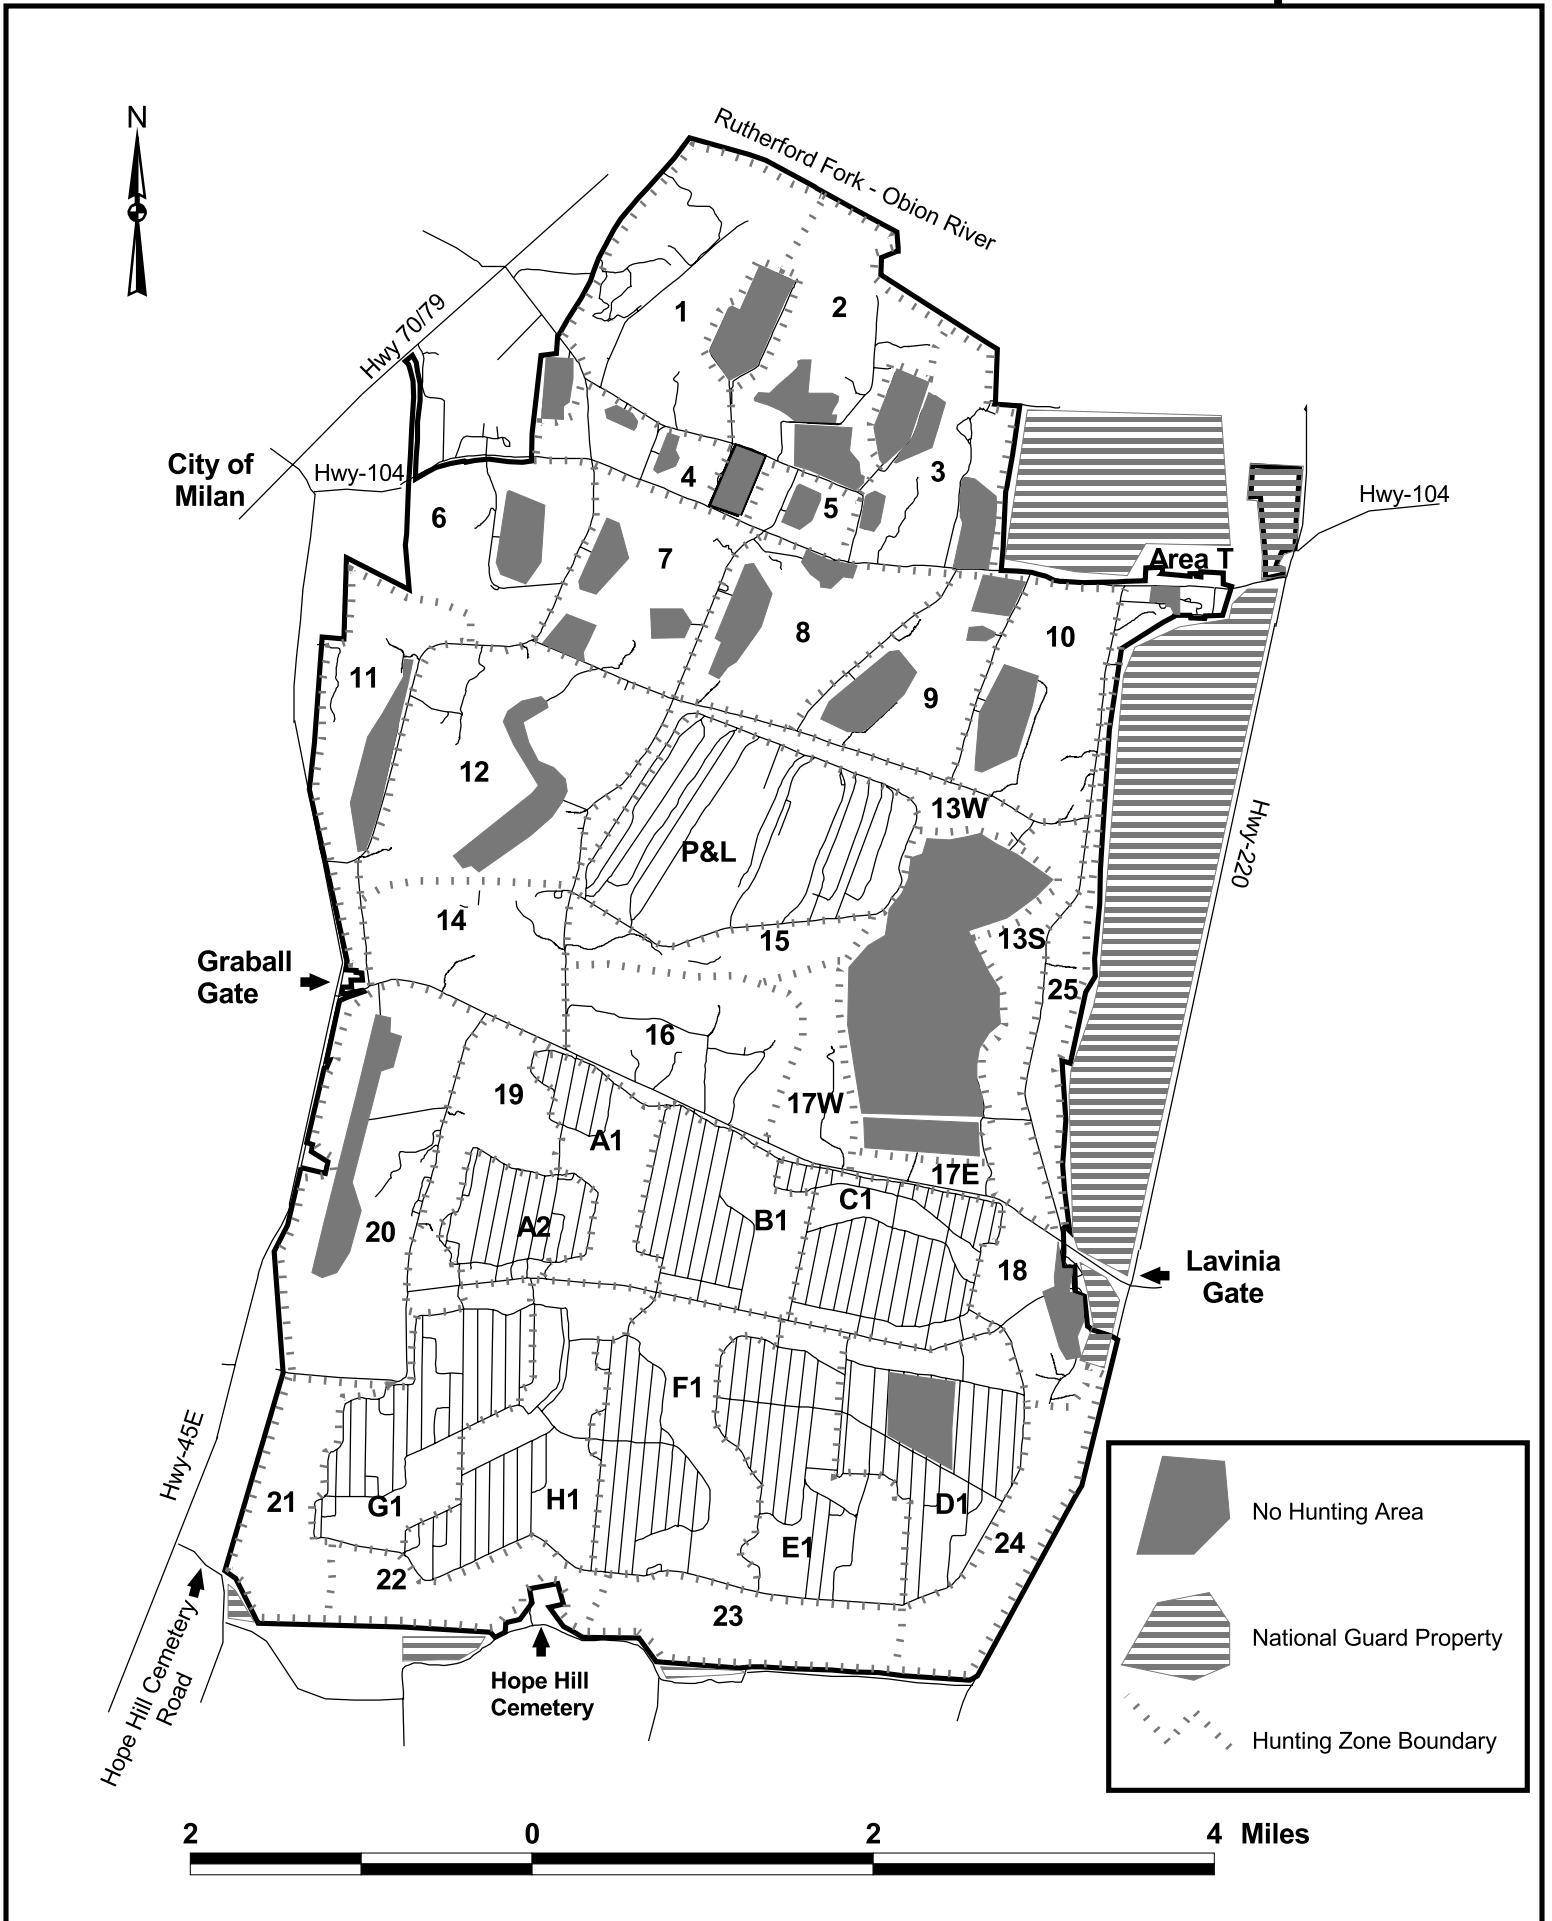 N
Rutherford Fork - Obion River
Hwy 70/79
1
2
City of
Milan
Hwy-104
4
3
5
6
Hwy-104
7
Area T
8
10
11
9
12
13W
P&L
Hwy-220
14
15
13S
Graball
Gate
25
16
19
17W
A1
17E
C1
20
A2
B1
18
Lavinia
Gate
F1
Hwy-45E
21
G1
H1
D1
E1
24
22
23
Hope Hill Cemetery
Road
Hope Hill
Cemetery
No Hunting Area
National Guard Property
Hunting Zone Boundary
2 0 2 4 Miles